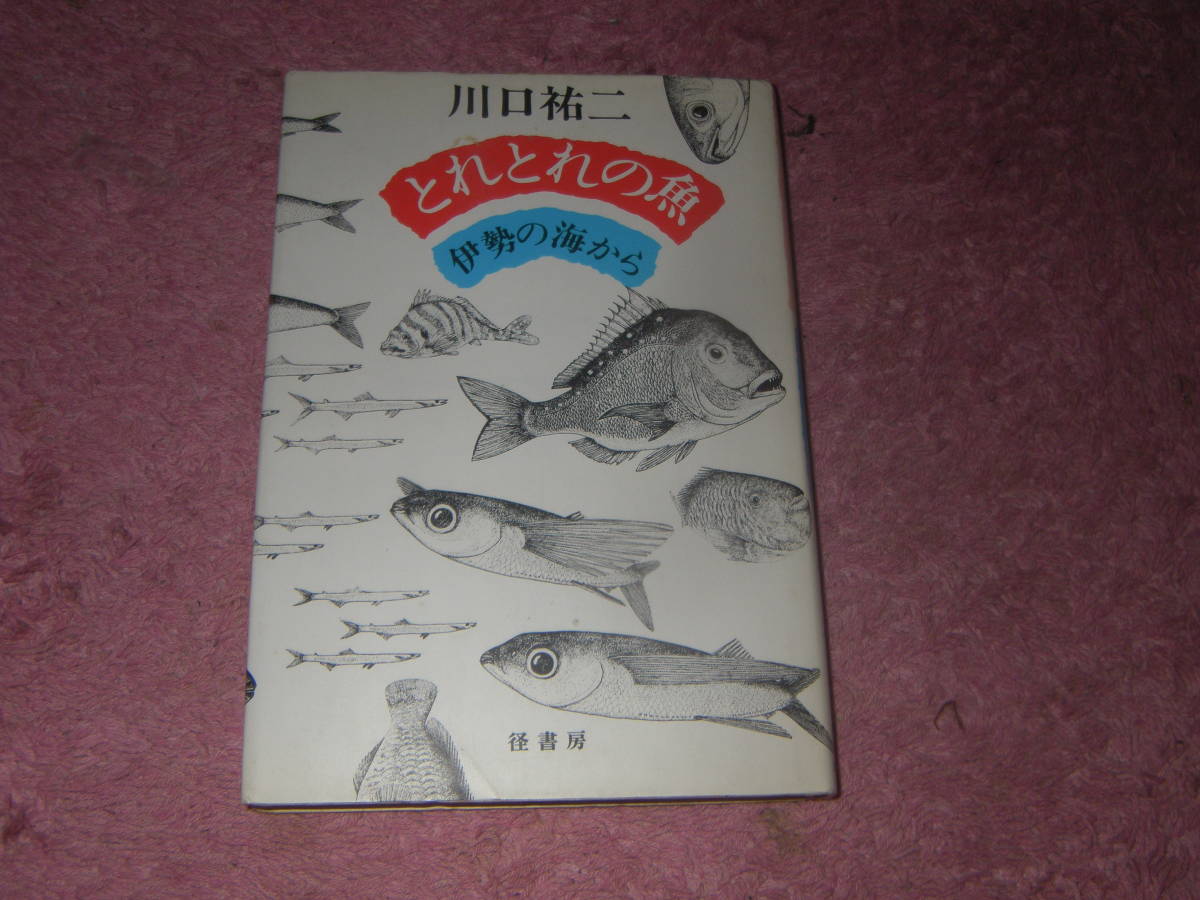 川口祐二
とれとれの魚
伊勢の海から
径書房